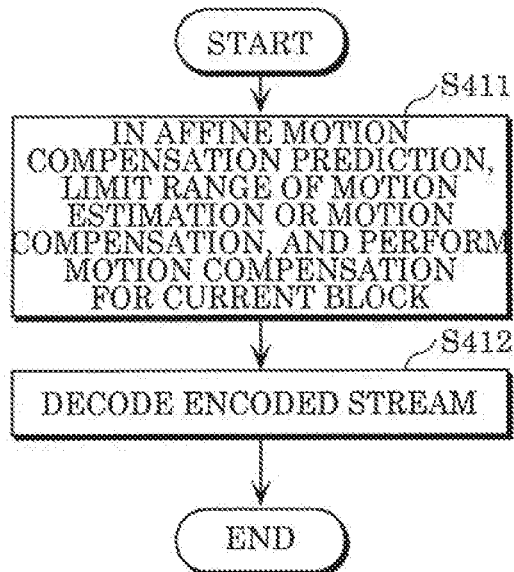 START
S411
IN AFFINE MOTION
COMPENSATION PREDICTION,
LIMIT RANGE OF MOTION
ESTIMATION OR MOTION
COMPENSATION, AND PERFORM
MOTION COMPENSATION
FOR CURRENT BLOCK
S412
DECODE ENCODED STREAM
END